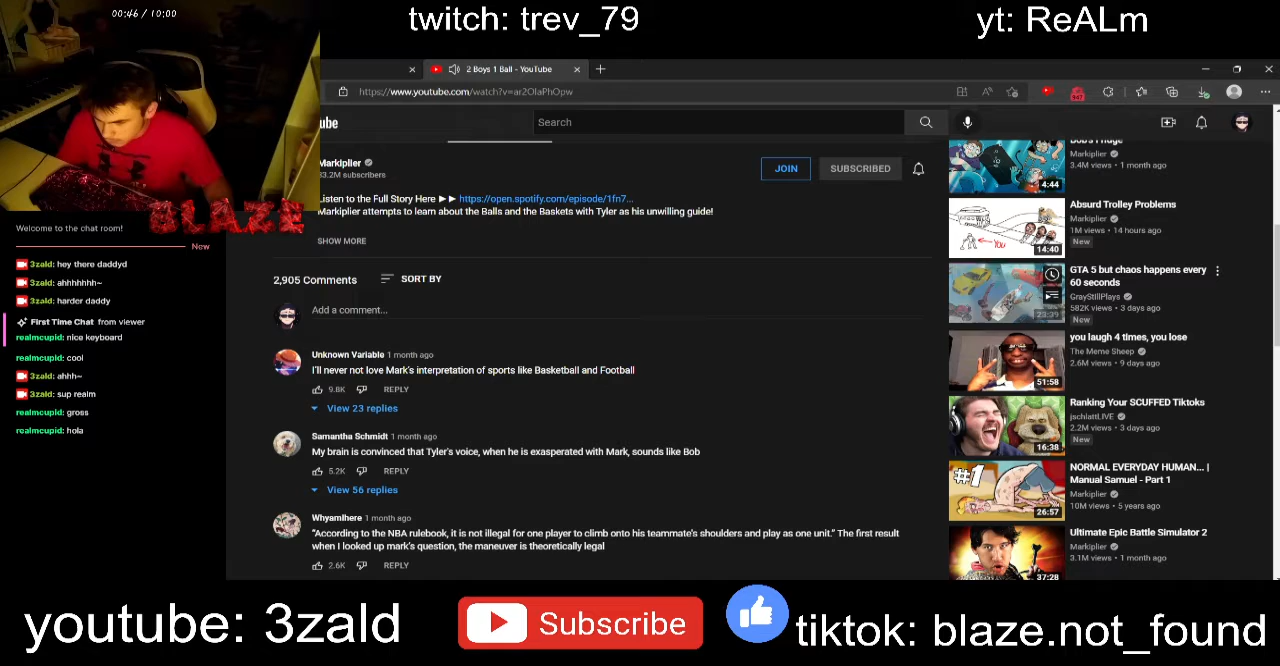 00:46 / 10:00
twitch: trev_79
yt: ReALm
2 Boys 1 Ball - YouTube
https://www.youtube.com/watch?v=ar2OlaPhOpw
Search
Markiplier
33.2M subscribers
JOIN
SUBSCRIBED
Listen to the Full Story Here ►► https://open.spotify.com/episode/1fn7...
Markiplier attempts to learn about the Balls and the Baskets with Tyler as his unwilling guide!
SHOW MORE
2,905 Comments
SORT BY
Add a comment...
Unknown Variable 1 month ago
I'll never not love Mark's interpretation of sports like Basketball and Football
9.8K
REPLY
View 23 replies
Samantha Schmidt 1 month ago
My brain is convinced that Tyler's voice, when he is exasperated with Mark, sounds like Bob
5.2K
REPLY
View 56 replies
Whyamihere 1 month ago
"According to the NBA rulebook, it is not illegal for one player to climb onto his teammate's shoulders and play as one unit." The first result
when I looked up mark's question, the maneuver is theoretically legal
2.6K
REPLY
Markiplier
3.4M views • 1 month ago
4:44
Absurd Trolley Problems
Markiplier
1M views • 14 hours ago
New
YOU
14:40
GTA 5 but chaos happens every
60 seconds
GrayStillPlays
582K views • 3 days ago
New
23:39
you laugh 4 times, you lose
The Meme Sheep
2.6M views • 9 days ago
51:58
Ranking Your SCUFFED Tiktoks
jschlattLIVE
2.2M views • 3 days ago
New
16:38
NORMAL EVERYDAY HUMAN... |
Manual Samuel - Part 1
Markiplier
10M views • 5 years ago
#1
26:57
Ultimate Epic Battle Simulator 2
Markiplier
3.1M views • 1 month ago
37:28
BLAZE
Welcome to the chat room!
New
3zald: hey there daddyd
3zald: ahhhhhhh~
3zald: harder daddy
First Time Chat from viewer
realmcupid: nice keyboard
realmcupid: cool
3zald: ahhh~
3zald: sup realm
realmcupid: gross
realmcupid: hola
youtube: 3zald
Subscribe
tiktok: blaze.not_found